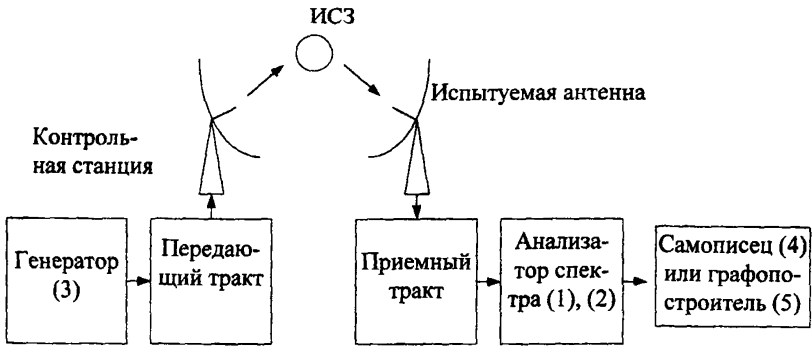 ИСЗ
Испытуемая антенна
Контроль-
ная станция
Генератор
(3)
Передаю-
щий тракт
Приемный
тракт
Анализа-
тор спек-
тра (1), (2)
Самописец (4)
или графопо-
строитель (5)